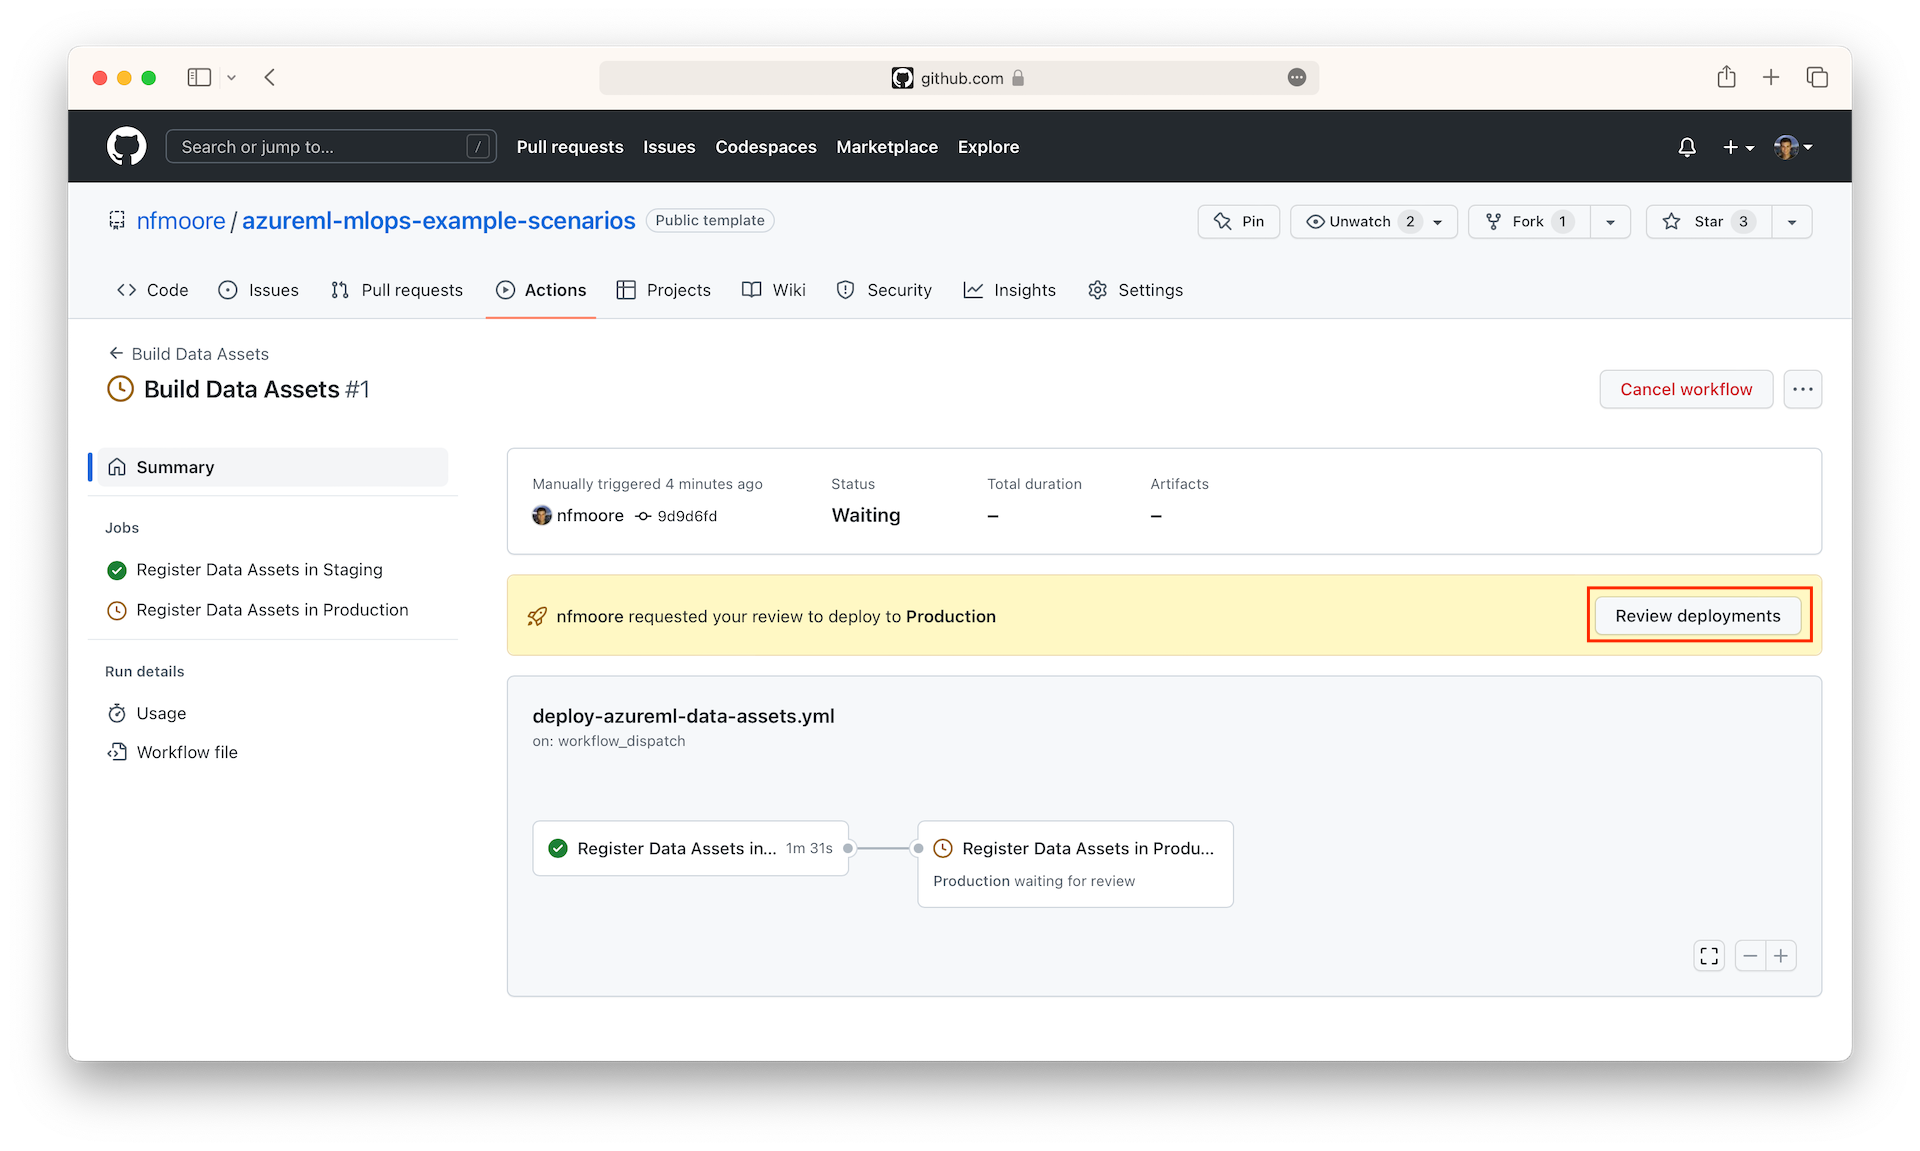 github.com
Search or jump to... / Pull requests Issues Codespaces Marketplace Explore
nfmoore / azureml-mlops-example-scenarios Public template Pin Unwatch 2 Fork 1 Star 3
Code Issues Pull requests Actions Projects Wiki Security Insights Settings
Build Data Assets
Build Data Assets #1
Cancel workflow
Summary
Jobs
Register Data Assets in Staging
Register Data Assets in Production
Run details
Usage
Workflow file
Manually triggered 4 minutes ago Status Total duration Artifacts
nfmoore 9d9d6fd Waiting – –
nfmoore requested your review to deploy to Production Review deployments
deploy-azureml-data-assets.yml
on: workflow_dispatch
Register Data Assets in... 1m 31s Register Data Assets in Produ...
Production waiting for review